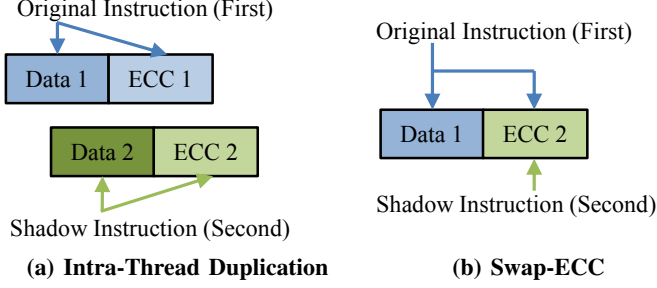 Original Instruction (First)
Data 1 ECC 1
Data 2 ECC 2
Shadow Instruction (Second)
(a) Intra-Thread Duplication
Original Instruction (First)
Data 1 ECC 2
Shadow Instruction (Second)
(b) Swap-ECC